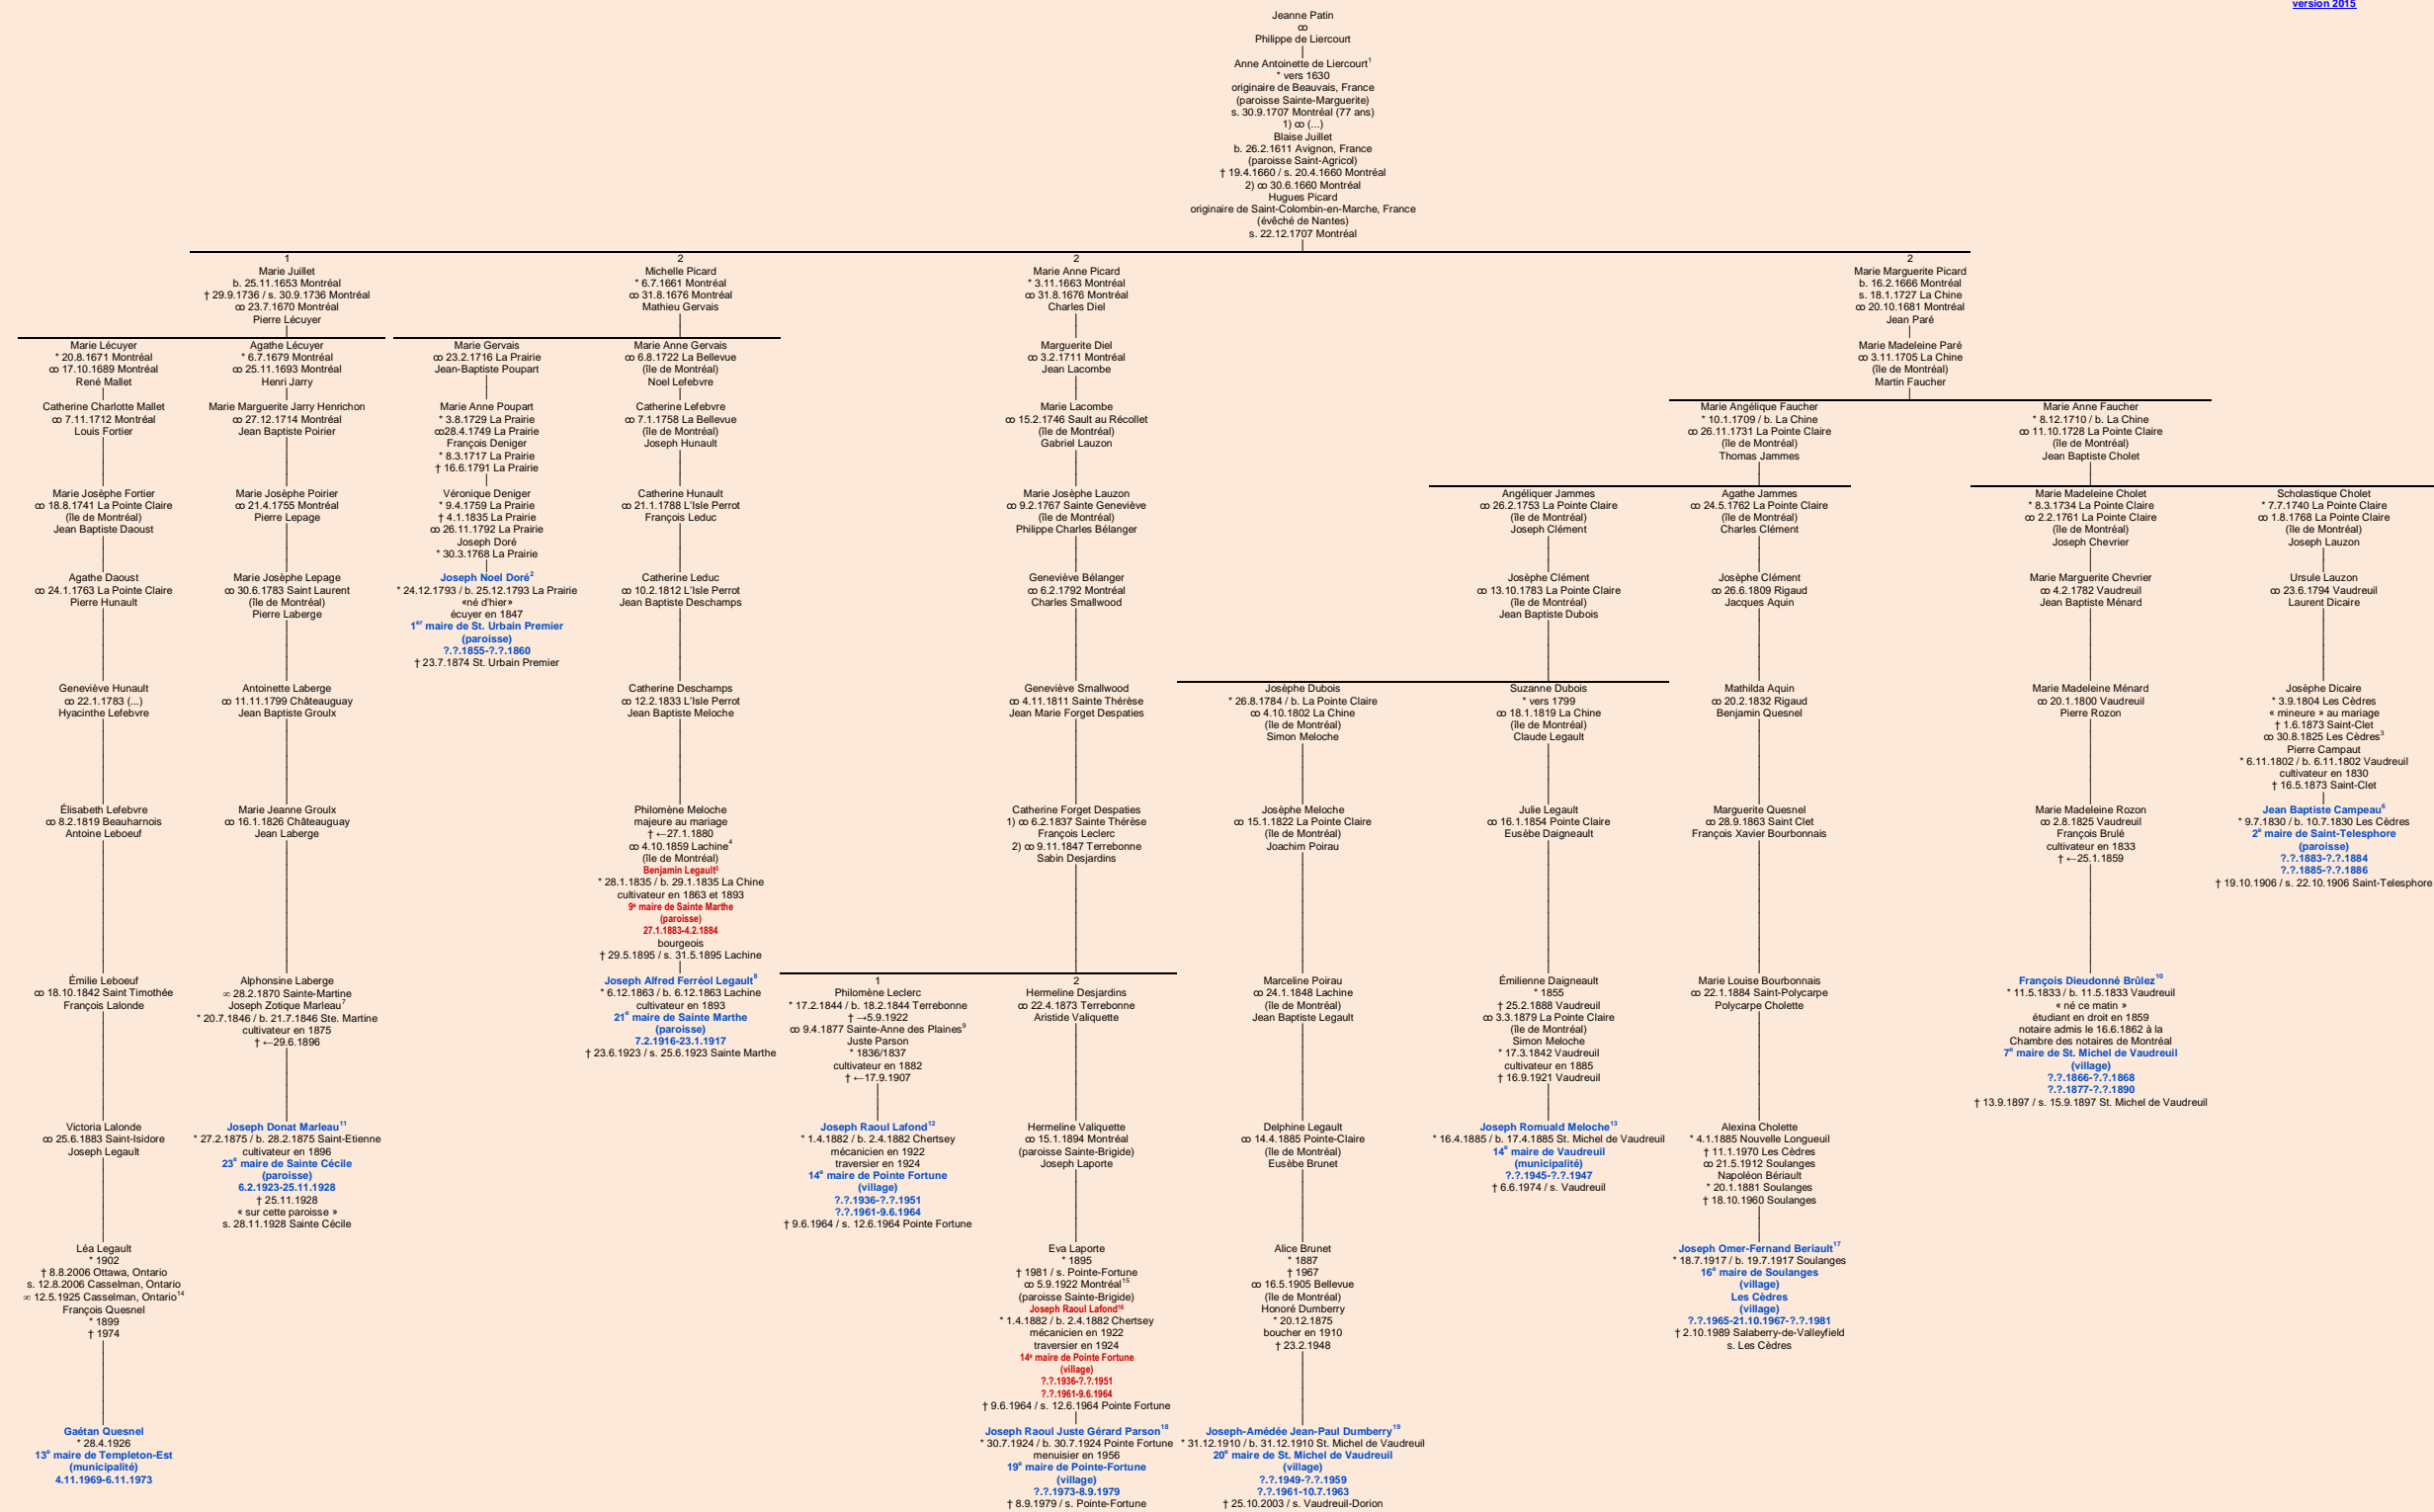 version 2015
Jeanne Patin
ꝏ
Philippe de Liercourt
Anne Antoinette de Liercourt1
* vers 1630
originaire de Beauvais, France
(paroisse Sainte-Marguerite)
s. 30.9.1707 Montréal (77 ans)
1) ꝏ (...)
Blaise Juillet
b. 26.2.1611 Avignon, France
(paroisse Saint-Agricol)
† 19.4.1660 / s. 20.4.1660 Montréal
2) ꝏ 30.6.1660 Montréal
Hugues Picard
originaire de Saint-Colombin-en-Marche, France
(évêché de Nantes)
s. 22.12.1707 Montréal
1
Marie Juillet
b. 25.11.1653 Montréal
† 29.9.1736 / s. 30.9.1736 Montréal
ꝏ 23.7.1670 Montréal
Pierre Lécuyer
2
Michelle Picard
* 6.7.1661 Montréal
ꝏ 31.8.1676 Montréal
Mathieu Gervais
2
Marie Anne Picard
* 3.11.1663 Montréal
ꝏ 31.8.1676 Montréal
Charles Diel
2
Marie Marguerite Picard
b. 16.2.1666 Montréal
s. 18.1.1727 La Chine
ꝏ 20.10.1681 Montréal
Jean Paré
Marie Lécuyer
* 20.8.1671 Montréal
ꝏ 17.10.1689 Montréal
René Mallet
Agathe Lécuyer
* 6.7.1679 Montréal
ꝏ 25.11.1693 Montréal
Henri Jarry
Marie Gervais
ꝏ 23.2.1716 La Prairie
Jean-Baptiste Poupart
Marie Anne Gervais
ꝏ 6.8.1722 La Bellevue
(île de Montréal)
Noel Lefebvre
Marguerite Diel
ꝏ 3.2.1711 Montréal
Jean Lacombe
Marie Madeleine Paré
ꝏ 3.11.1705 La Chine
(île de Montréal)
Martin Faucher
Catherine Charlotte Mallet
ꝏ 7.11.1712 Montréal
Louis Fortier
Marie Marguerite Jarry Henrichon
ꝏ 27.12.1714 Montréal
Jean Baptiste Poirier
Marie Anne Poupart
* 3.8.1729 La Prairie
ꝏ28.4.1749 La Prairie
François Deniger
* 8.3.1717 La Prairie
† 16.6.1791 La Prairie
Catherine Lefebvre
ꝏ 7.1.1758 La Bellevue
(île de Montréal)
Joseph Hunault
Marie Lacombe
ꝏ 15.2.1746 Sault au Récollet
(île de Montréal)
Gabriel Lauzon
Marie Angélique Faucher
* 10.1.1709 / b. La Chine
ꝏ 26.11.1731 La Pointe Claire
(île de Montréal)
Thomas Jammes
Marie Anne Faucher
* 8.12.1710 / b. La Chine
ꝏ 11.10.1728 La Pointe Claire
(île de Montréal)
Jean Baptiste Cholet
Marie Josèphe Fortier
ꝏ 18.8.1741 La Pointe Claire
(île de Montréal)
Jean Baptiste Daoust
Marie Josèphe Poirier
ꝏ 21.4.1755 Montréal
Pierre Lepage
Véronique Deniger
* 9.4.1759 La Prairie
† 4.1.1835 La Prairie
ꝏ 26.11.1792 La Prairie
Joseph Doré
* 30.3.1768 La Prairie
Catherine Hunault
ꝏ 21.1.1788 L'Isle Perrot
François Leduc
Marie Josèphe Lauzon
ꝏ 9.2.1767 Sainte Geneviève
(île de Montréal)
Philippe Charles Bélanger
Angéliquer Jammes
ꝏ 26.2.1753 La Pointe Claire
(île de Montréal)
Joseph Clément
Agathe Jammes
ꝏ 24.5.1762 La Pointe Claire
(île de Montréal)
Charles Clément
Marie Madeleine Cholet
* 8.3.1734 La Pointe Claire
ꝏ 2.2.1761 La Pointe Claire
(île de Montréal)
Joseph Chevrier
Scholastique Cholet
* 7.7.1740 La Pointe Claire
ꝏ 1.8.1768 La Pointe Claire
(île de Montréal)
Joseph Lauzon
Agathe Daoust
ꝏ 24.1.1763 La Pointe Claire
Pierre Hunault
Marie Josèphe Lepage
ꝏ 30.6.1783 Saint Laurent
(île de Montréal)
Pierre Laberge
Joseph Noel Doré2
* 24.12.1793 / b. 25.12.1793 La Prairie
«né d'hier»
écuyer en 1847
1er maire de St. Urbain Premier
(paroisse)
?.?.1855-?.?.1860
† 23.7.1874 St. Urbain Premier
Catherine Leduc
ꝏ 10.2.1812 L'Isle Perrot
Jean Baptiste Deschamps
Geneviève Bélanger
ꝏ 6.2.1792 Montréal
Charles Smallwood
Josèphe Clément
ꝏ 13.10.1783 La Pointe Claire
(île de Montréal)
Jean Baptiste Dubois
Josèphe Clément
ꝏ 26.6.1809 Rigaud
Jacques Aquin
Marie Marguerite Chevrier
ꝏ 4.2.1782 Vaudreuil
Jean Baptiste Ménard
Ursule Lauzon
ꝏ 23.6.1794 Vaudreuil
Laurent Dicaire
Geneviève Hunault
ꝏ 22.1.1783 (...)
Hyacinthe Lefebvre
Antoinette Laberge
ꝏ 11.11.1799 Châteauguay
Jean Baptiste Groulx
Catherine Deschamps
ꝏ 12.2.1833 L'Isle Perrot
Jean Baptiste Meloche
Geneviève Smallwood
ꝏ 4.11.1811 Sainte Thérèse
Jean Marie Forget Despaties
Josèphe Dubois
* 26.8.1784 / b. La Pointe Claire
ꝏ 4.10.1802 La Chine
(île de Montréal)
Simon Meloche
Suzanne Dubois
* vers 1799
ꝏ 18.1.1819 La Chine
(île de Montréal)
Claude Legault
Mathilda Aquin
ꝏ 20.2.1832 Rigaud
Benjamin Quesnel
Marie Madeleine Ménard
ꝏ 20.1.1800 Vaudreuil
Pierre Rozon
Josèphe Dicaire
* 3.9.1804 Les Cèdres
« mineure » au mariage
† 1.6.1873 Saint-Clet
ꝏ 30.8.1825 Les Cèdres3
Pierre Campaut
* 6.11.1802 / b. 6.11.1802 Vaudreuil
cultivateur en 1830
† 16.5.1873 Saint-Clet
Élisabeth Lefebvre
ꝏ 8.2.1819 Beauharnois
Antoine Leboeuf
Marie Jeanne Groulx
ꝏ 16.1.1826 Châteauguay
Jean Laberge
Philomène Meloche
majeure au mariage
† ←27.1.1880
ꝏ 4.10.1859 Lachine4
(île de Montréal)
Benjamin Legault5
* 28.1.1835 / b. 29.1.1835 La Chine
cultivateur en 1863 et 1893
9e maire de Sainte Marthe
(paroisse)
27.1.1883-4.2.1884
bourgeois
† 29.5.1895 / s. 31.5.1895 Lachine
Catherine Forget Despaties
1) ꝏ 6.2.1837 Sainte Thérèse
François Leclerc
2) ꝏ 9.11.1847 Terrebonne
Sabin Desjardins
Josèphe Meloche
ꝏ 15.1.1822 La Pointe Claire
(île de Montréal)
Joachim Poirau
Julie Legault
ꝏ 16.1.1854 Pointe Claire
Eusèbe Daigneault
Marguerite Quesnel
ꝏ 28.9.1863 Saint Clet
François Xavier Bourbonnais
Marie Madeleine Rozon
ꝏ 2.8.1825 Vaudreuil
François Brulé
cultivateur en 1833
† ←25.1.1859
Jean Baptiste Campeau6
* 9.7.1830 / b. 10.7.1830 Les Cèdres
2e maire de Saint-Telesphore
(paroisse)
?.?.1883-?.?.1884
?.?.1885-?.?.1886
† 19.10.1906 / s. 22.10.1906 Saint-Telesphore
Émilie Leboeuf
ꝏ 18.10.1842 Saint Timothée
François Lalonde
Alphonsine Laberge
∞ 28.2.1870 Sainte-Martine
Joseph Zotique Marleau7
* 20.7.1846 / b. 21.7.1846 Ste. Martine
cultivateur en 1875
† ←29.6.1896
Joseph Alfred Ferréol Legault8
* 6.12.1863 / b. 6.12.1863 Lachine
cultivateur en 1893
21e maire de Sainte Marthe
(paroisse)
7.2.1916-23.1.1917
† 23.6.1923 / s. 25.6.1923 Sainte Marthe
1
Philomène Leclerc
* 17.2.1844 / b. 18.2.1844 Terrebonne
† →5.9.1922
ꝏ 9.4.1877 Sainte-Anne des Plaines9
Juste Parson
* 1836/1837
cultivateur en 1882
† ←17.9.1907
2
Hermeline Desjardins
ꝏ 22.4.1873 Terrebonne
Aristide Valiquette
Marceline Poirau
ꝏ 24.1.1848 Lachine
(île de Montréal)
Jean Baptiste Legault
Émilienne Daigneault
* 1855
† 25.2.1888 Vaudreuil
ꝏ 3.3.1879 La Pointe Claire
(île de Montréal)
Simon Meloche
* 17.3.1842 Vaudreuil
cultivateur en 1885
† 16.9.1921 Vaudreuil
Marie Louise Bourbonnais
ꝏ 22.1.1884 Saint-Polycarpe
Polycarpe Cholette
François Dieudonné Brûlez10
* 11.5.1833 / b. 11.5.1833 Vaudreuil
« né ce matin »
étudiant en droit en 1859
notaire admis le 16.6.1862 à la
Chambre des notaires de Montréal
7e maire de St. Michel de Vaudreuil
(village)
?.?.1866-?.?.1868
?.?.1877-?.?.1890
† 13.9.1897 / s. 15.9.1897 St. Michel de Vaudreuil
Victoria Lalonde
ꝏ 25.6.1883 Saint-Isidore
Joseph Legault
Joseph Donat Marleau11
* 27.2.1875 / b. 28.2.1875 Saint-Etienne
cultivateur en 1896
23e maire de Sainte Cécile
(paroisse)
6.2.1923-25.11.1928
† 25.11.1928
« sur cette paroisse »
s. 28.11.1928 Sainte Cécile
Joseph Raoul Lafond12
* 1.4.1882 / b. 2.4.1882 Chertsey
mécanicien en 1922
traversier en 1924
14e maire de Pointe Fortune
(village)
?.?.1936-?.?.1951
?.?.1961-9.6.1964
† 9.6.1964 / s. 12.6.1964 Pointe Fortune
Hermeline Valiquette
ꝏ 15.1.1894 Montréal
(paroisse Sainte-Brigide)
Joseph Laporte
Delphine Legault
ꝏ 14.4.1885 Pointe-Claire
(île de Montréal)
Eusèbe Brunet
Joseph Romuald Meloche13
* 16.4.1885 / b. 17.4.1885 St. Michel de Vaudreuil
14e maire de Vaudreuil
(municipalité)
?.?.1945-?.?.1947
† 6.6.1974 / s. Vaudreuil
Alexina Cholette
* 4.1.1885 Nouvelle Longueuil
† 11.1.1970 Les Cèdres
ꝏ 21.5.1912 Soulanges
Napoléon Bériault
* 20.1.1881 Soulanges
† 18.10.1960 Soulanges
Léa Legault
* 1902
† 8.8.2006 Ottawa, Ontario
s. 12.8.2006 Casselman, Ontario
∞ 12.5.1925 Casselman, Ontario14
François Quesnel
* 1899
† 1974
Eva Laporte
* 1895
† 1981 / s. Pointe-Fortune
ꝏ 5.9.1922 Montréal15
(paroisse Sainte-Brigide)
Joseph Raoul Lafond16
* 1.4.1882 / b. 2.4.1882 Chertsey
mécanicien en 1922
traversier en 1924
14e maire de Pointe Fortune
(village)
?.?.1936-?.?.1951
?.?.1961-9.6.1964
† 9.6.1964 / s. 12.6.1964 Pointe Fortune
Alice Brunet
* 1887
† 1967
ꝏ 16.5.1905 Bellevue
(île de Montréal)
Honoré Dumberry
* 20.12.1875
boucher en 1910
† 23.2.1948
Joseph Omer-Fernand Beriault17
* 18.7.1917 / b. 19.7.1917 Soulanges
16e maire de Soulanges
(village)
Les Cèdres
(village)
?.?.1965-21.10.1967-?.?.1981
† 2.10.1989 Salaberry-de-Valleyfield
s. Les Cèdres
Gaétan Quesnel
* 28.4.1926
13e maire de Templeton-Est
(municipalité)
4.11.1969-6.11.1973
Joseph Raoul Juste Gérard Parson18
* 30.7.1924 / b. 30.7.1924 Pointe Fortune
menuisier en 1956
19e maire de Pointe-Fortune
(village)
?.?.1973-8.9.1979
† 8.9.1979 / s. Pointe-Fortune
Joseph-Amédée Jean-Paul Dumberry19
* 31.12.1910 / b. 31.12.1910 St. Michel de Vaudreuil
20e maire de St. Michel de Vaudreuil
(village)
?.?.1949-?.?.1959
?.?.1961-10.7.1963
† 25.10.2003 / s. Vaudreuil-Dorion